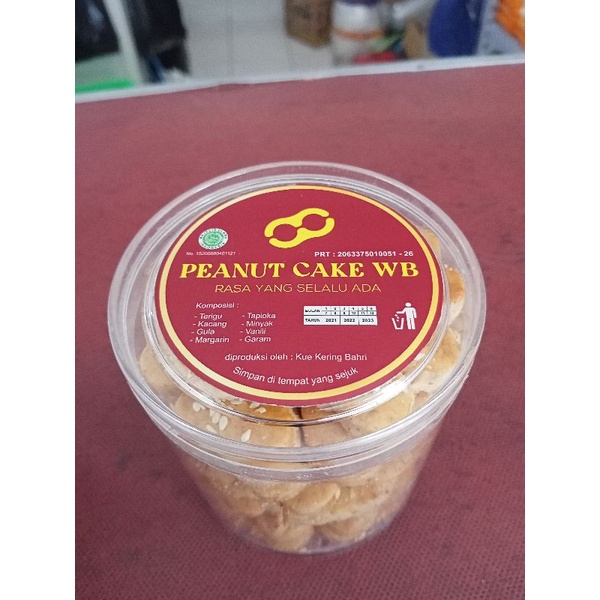 PRT : 2063375010051 - 26
PEANUT CAKE WB
RASA YANG SELALU ADA
Komposisi :
- Terigu - Tapioka
- Kacang - Minyak
- Gula - Vanili
- Margarin - Garam
TAHUN 2021 2022 2023
diproduksi oleh : Kue Kering Bahri
Simpan di tempat yang sejuk